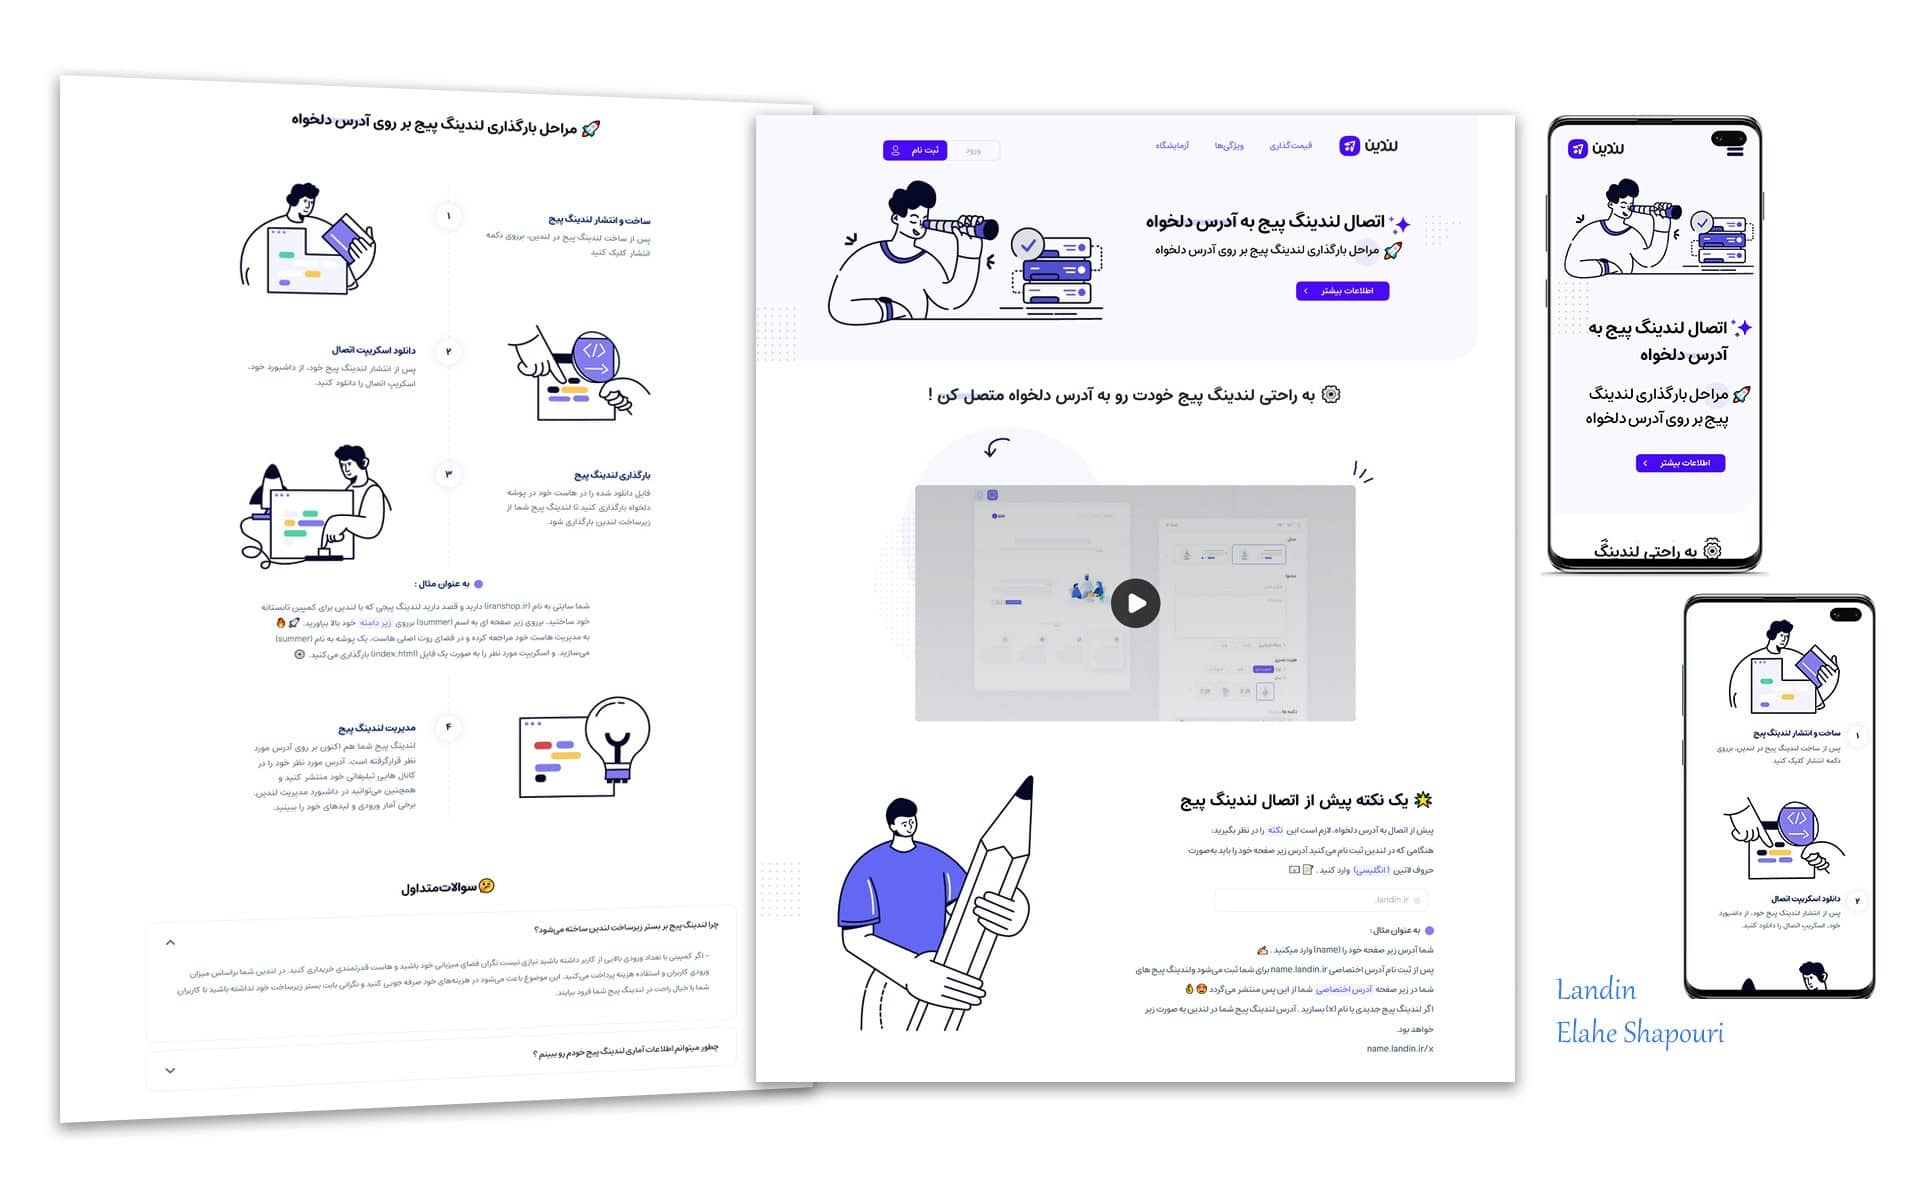 مراحل بارگذاری لندینگ پیج بر روی آدرس دلخواه
۱
ساخت و انتشار لندینگ پیج
پس از ساخت لندینگ پیج در لندین، برروی دکمه
انتشار کلیک کنید
۲
دانلود اسکریپت اتصال
پس از انتشار لندینگ پیج خود، از داشبورد خود،
اسکریپ اتصال را دانلود کنید.
۳
بارگذاری لندینگ پیج
فایل دانلود شده را در هاست خود در پوشه
دلخواه بارگذاری کنید تا لندینگ پیج شما از
زیرساخت لندین بارگذاری شود.
به عنوان مثال :
شما سایتی به نام (iranshop.ir) دارید و قصد دارید لندینگ پیجی که با لندین برای کمپین تابستانه
خود ساختید، برروی زیر صفحه ای به اسم (summer) برروی زیر دامنه خود بالا بیاورید.
به مدیریت هاست خود مراجعه کرده و در فضای روت اصلی هاست، یک پوشه به نام (summer)
می‌سازید. و اسکریپت مورد نظر را به صورت یک فایل (index.html) بارگذاری می‌کنید.
۴
مدیریت لندینگ پیج
لندینگ پیج شما هم اکنون بر روی آدرس مورد
نظر قرارگرفته است. آدرس مورد نظر خود را در
کانال هایی تبلیغاتی خود منتشر کنید و
همچنین می‌توانید در داشبورد مدیریت لندین،
برخی آمار ورودی و لیدهای خود را ببینید.
سوالات‌متداول
چرا لندینگ پیج بر بستر زیرساخت لندین ساخته می‌شود؟
- اگر کمپینی با تعداد ورودی بالایی از کاربر داشته باشید نیازی نیست نگران فضای میزبانی خود باشید و هاست قدرتمندی خریداری کنید. در لندین شما براساس میزان
ورودی کاربران و استفاده هزینه پرداخت می‌کنید. این موضوع باعث می‌شود در هزینه‌های خود صرفه جویی کنید و نگرانی بابت بستر زیرساخت خود نداشته باشید تا کاربران
شما با خیال راحت در لندینگ پیج شما فرود بیایند.
چطور میتوانم اطلاعات آماری لندینگ پیج خودم رو ببینم ؟
لندین
قیمت‌گذاری
ویژگی‌ها
آزمایشگاه
ورود
ثبت نام
اتصال لندینگ پیج به آدرس دلخواه
مراحل بارگذاری لندینگ پیج بر روی آدرس دلخواه
اطلاعات بیشتر
به راحتی لندینگ پیج خودت رو به آدرس دلخواه متصل کن !
یک نکته پیش از اتصال لندینگ پیج
پیش از اتصال به آدرس دلخواه، لازم است این نکته را در نظر بگیرید:
هنگامی که در لندین ثبت نام می‌کنید آدرس زیر صفحه خود را باید به‌صورت
حروف لاتین (انگلیسی) وارد کنید .
.landin.ir
به عنوان مثال :
شما آدرس زیر صفحه خود را (name) وارد میکنید .
پس از ثبت نام آدرس اختصاصی name.landin.ir برای شما ثبت می‌شود ولندینگ پیج های
شما در زیر صفحه آدرس اختصاصی شما از این پس منتشر می‌گردد
اگر لندینگ پیج جدیدی با نام (x) بسازید . آدرس لندینگ پیج شما در لندین به صورت زیر
خواهد بود.
name.landin.ir/x
لندین
اتصال لندینگ پیج به
آدرس دلخواه
مراحل بارگذاری لندینگ
پیج بر روی آدرس دلخواه
اطلاعات بیشتر
به راحتی لندینگ
۱
ساخت و انتشار لندینگ پیج
پس از ساخت لندینگ پیج در لندین، برروی
دکمه انتشار کلیک کنید
۲
دانلود اسکریپت اتصال
پس از انتشار لندینگ پیج خود، از داشبورد
خود، اسکریپ اتصال را دانلود کنید.
Landin
Elahe Shapouri